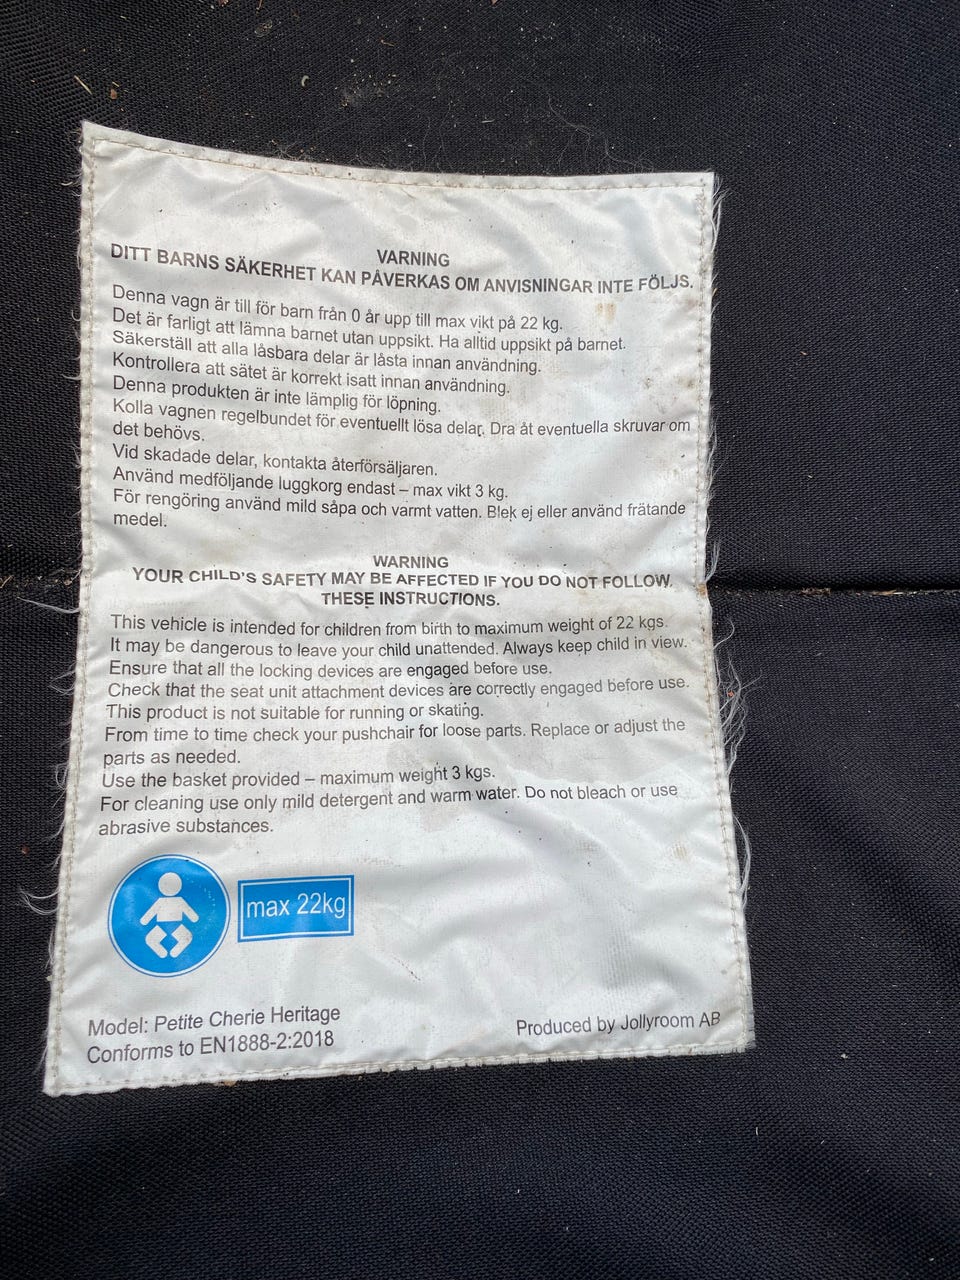 VARNING
DITT BARNS SÄKERHET KAN PÅVERKAS OM ANVISNINGAR INTE FÖLJS.
Denna vagn är till för barn från 0 år upp till max vikt på 22 kg.
Det är farligt att lämna barnet utan uppsikt. Ha alltid uppsikt på barnet.
Säkerställ att alla låsbara delar är låsta innan användning.
Kontrollera att sätet är korrekt isatt innan användning.
Denna produkten är inte lämplig för löpning.
Kolla vagnen regelbundet för eventuellt lösa delar. Dra åt eventuella skruvar om
det behövs.
Vid skadade delar, kontakta återförsäljaren.
Använd medföljande luggkorg endast – max vikt 3 kg.
För rengöring använd mild såpa och varmt vatten. Blek ej eller använd frätande
medel.
WARNING
YOUR CHILD'S SAFETY MAY BE AFFECTED IF YOU DO NOT FOLLOW
THESE INSTRUCTIONS.
This vehicle is intended for children from birth to maximum weight of 22 kgs.
It may be dangerous to leave your child unattended. Always keep child in view.
Ensure that all the locking devices are engaged before use.
Check that the seat unit attachment devices are correctly engaged before use.
This product is not suitable for running or skating.
From time to time check your pushchair for loose parts. Replace or adjust the
parts as needed.
Use the basket provided – maximum weight 3 kgs.
For cleaning use only mild detergent and warm water. Do not bleach or use
abrasive substances.
max 22kg
Model: Petite Cherie Heritage
Conforms to EN1888-2:2018
Produced by Jollyroom AB